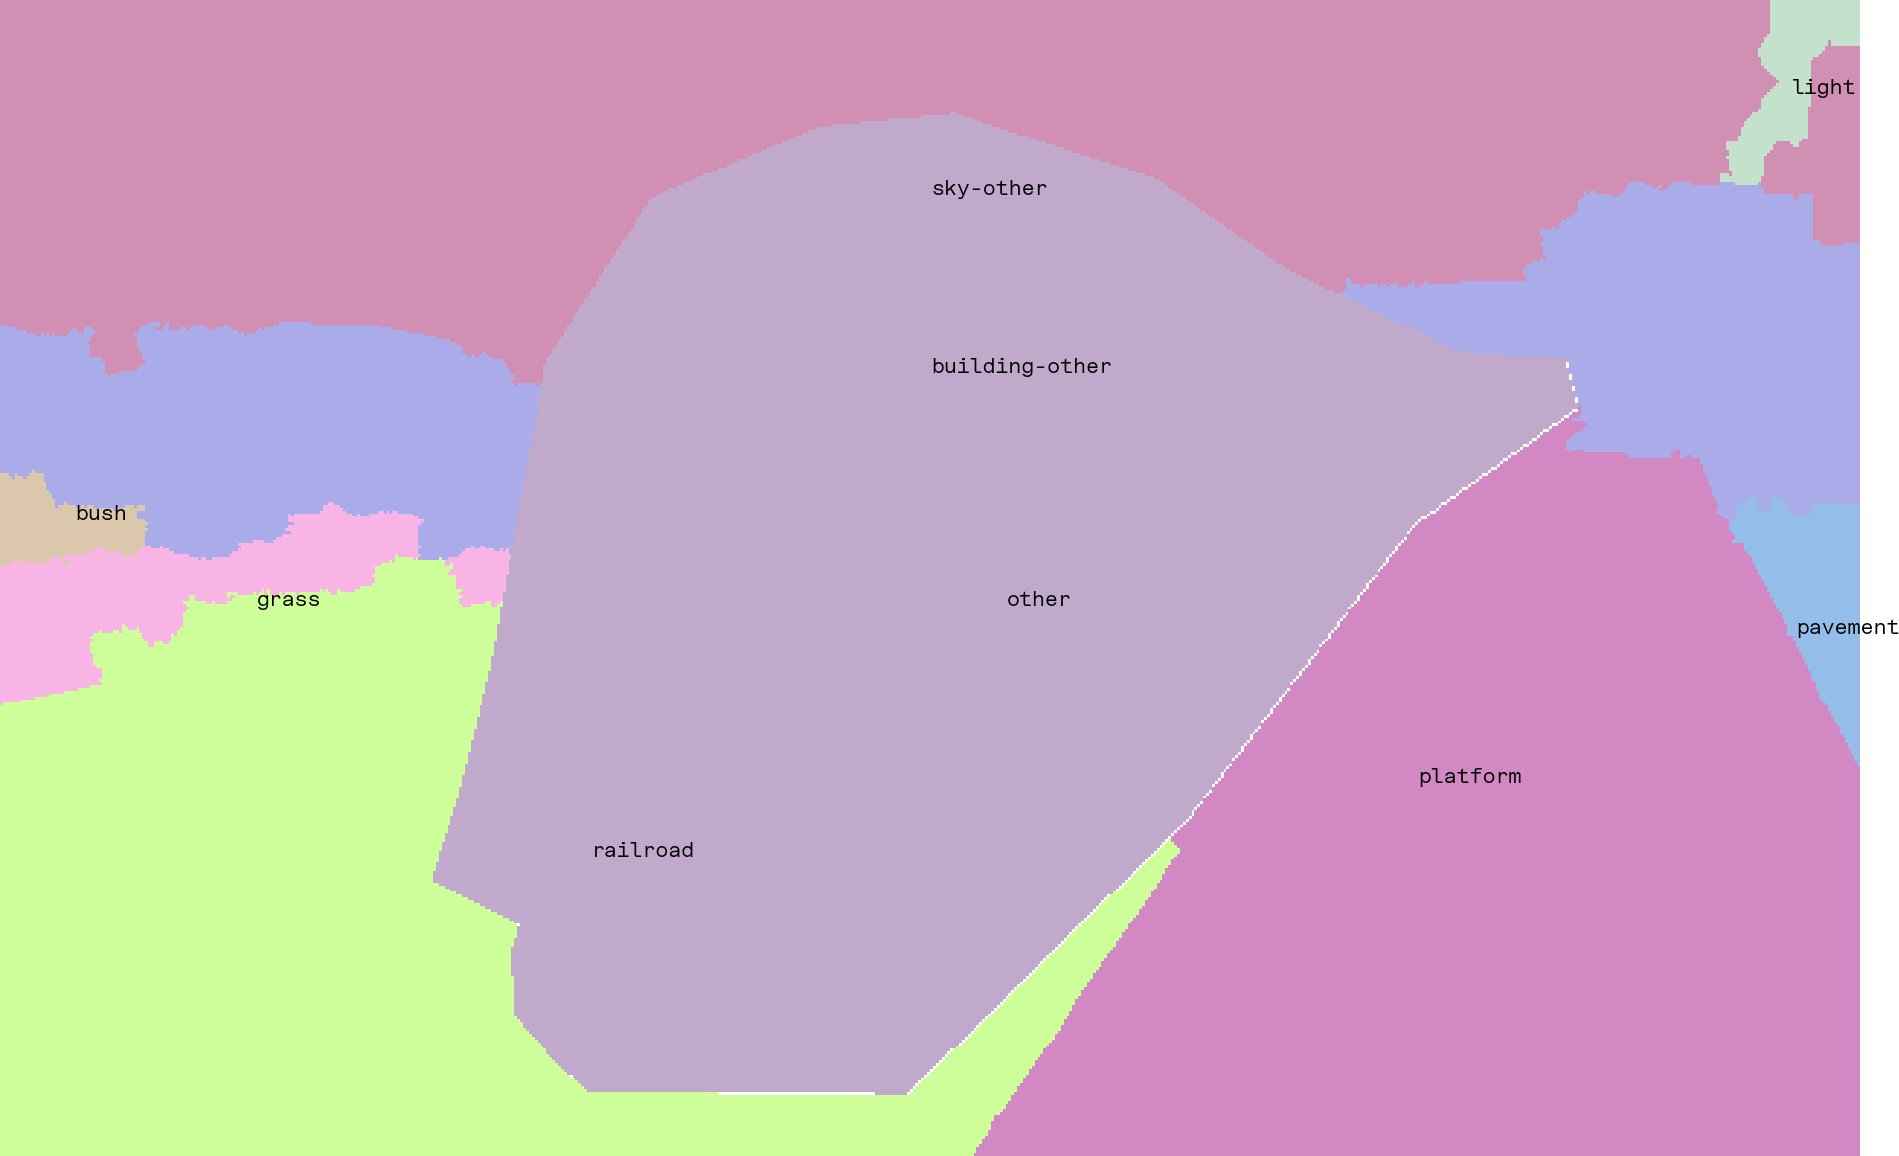 light
sky-other
building-other
bush
grass
other
pavement
platform
railroad